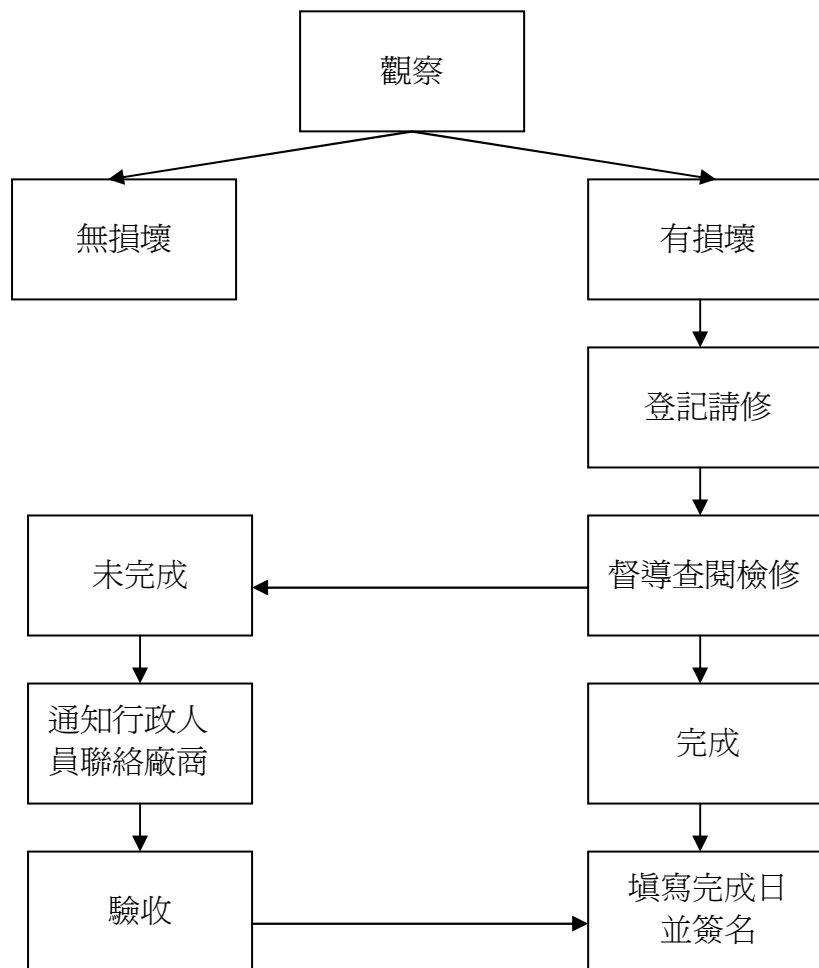 觀察
無損壞
有損壞
登記請修
未完成
督導查閱檢修
通知行政人
員聯絡廠商
完成
驗收
填寫完成日
並簽名